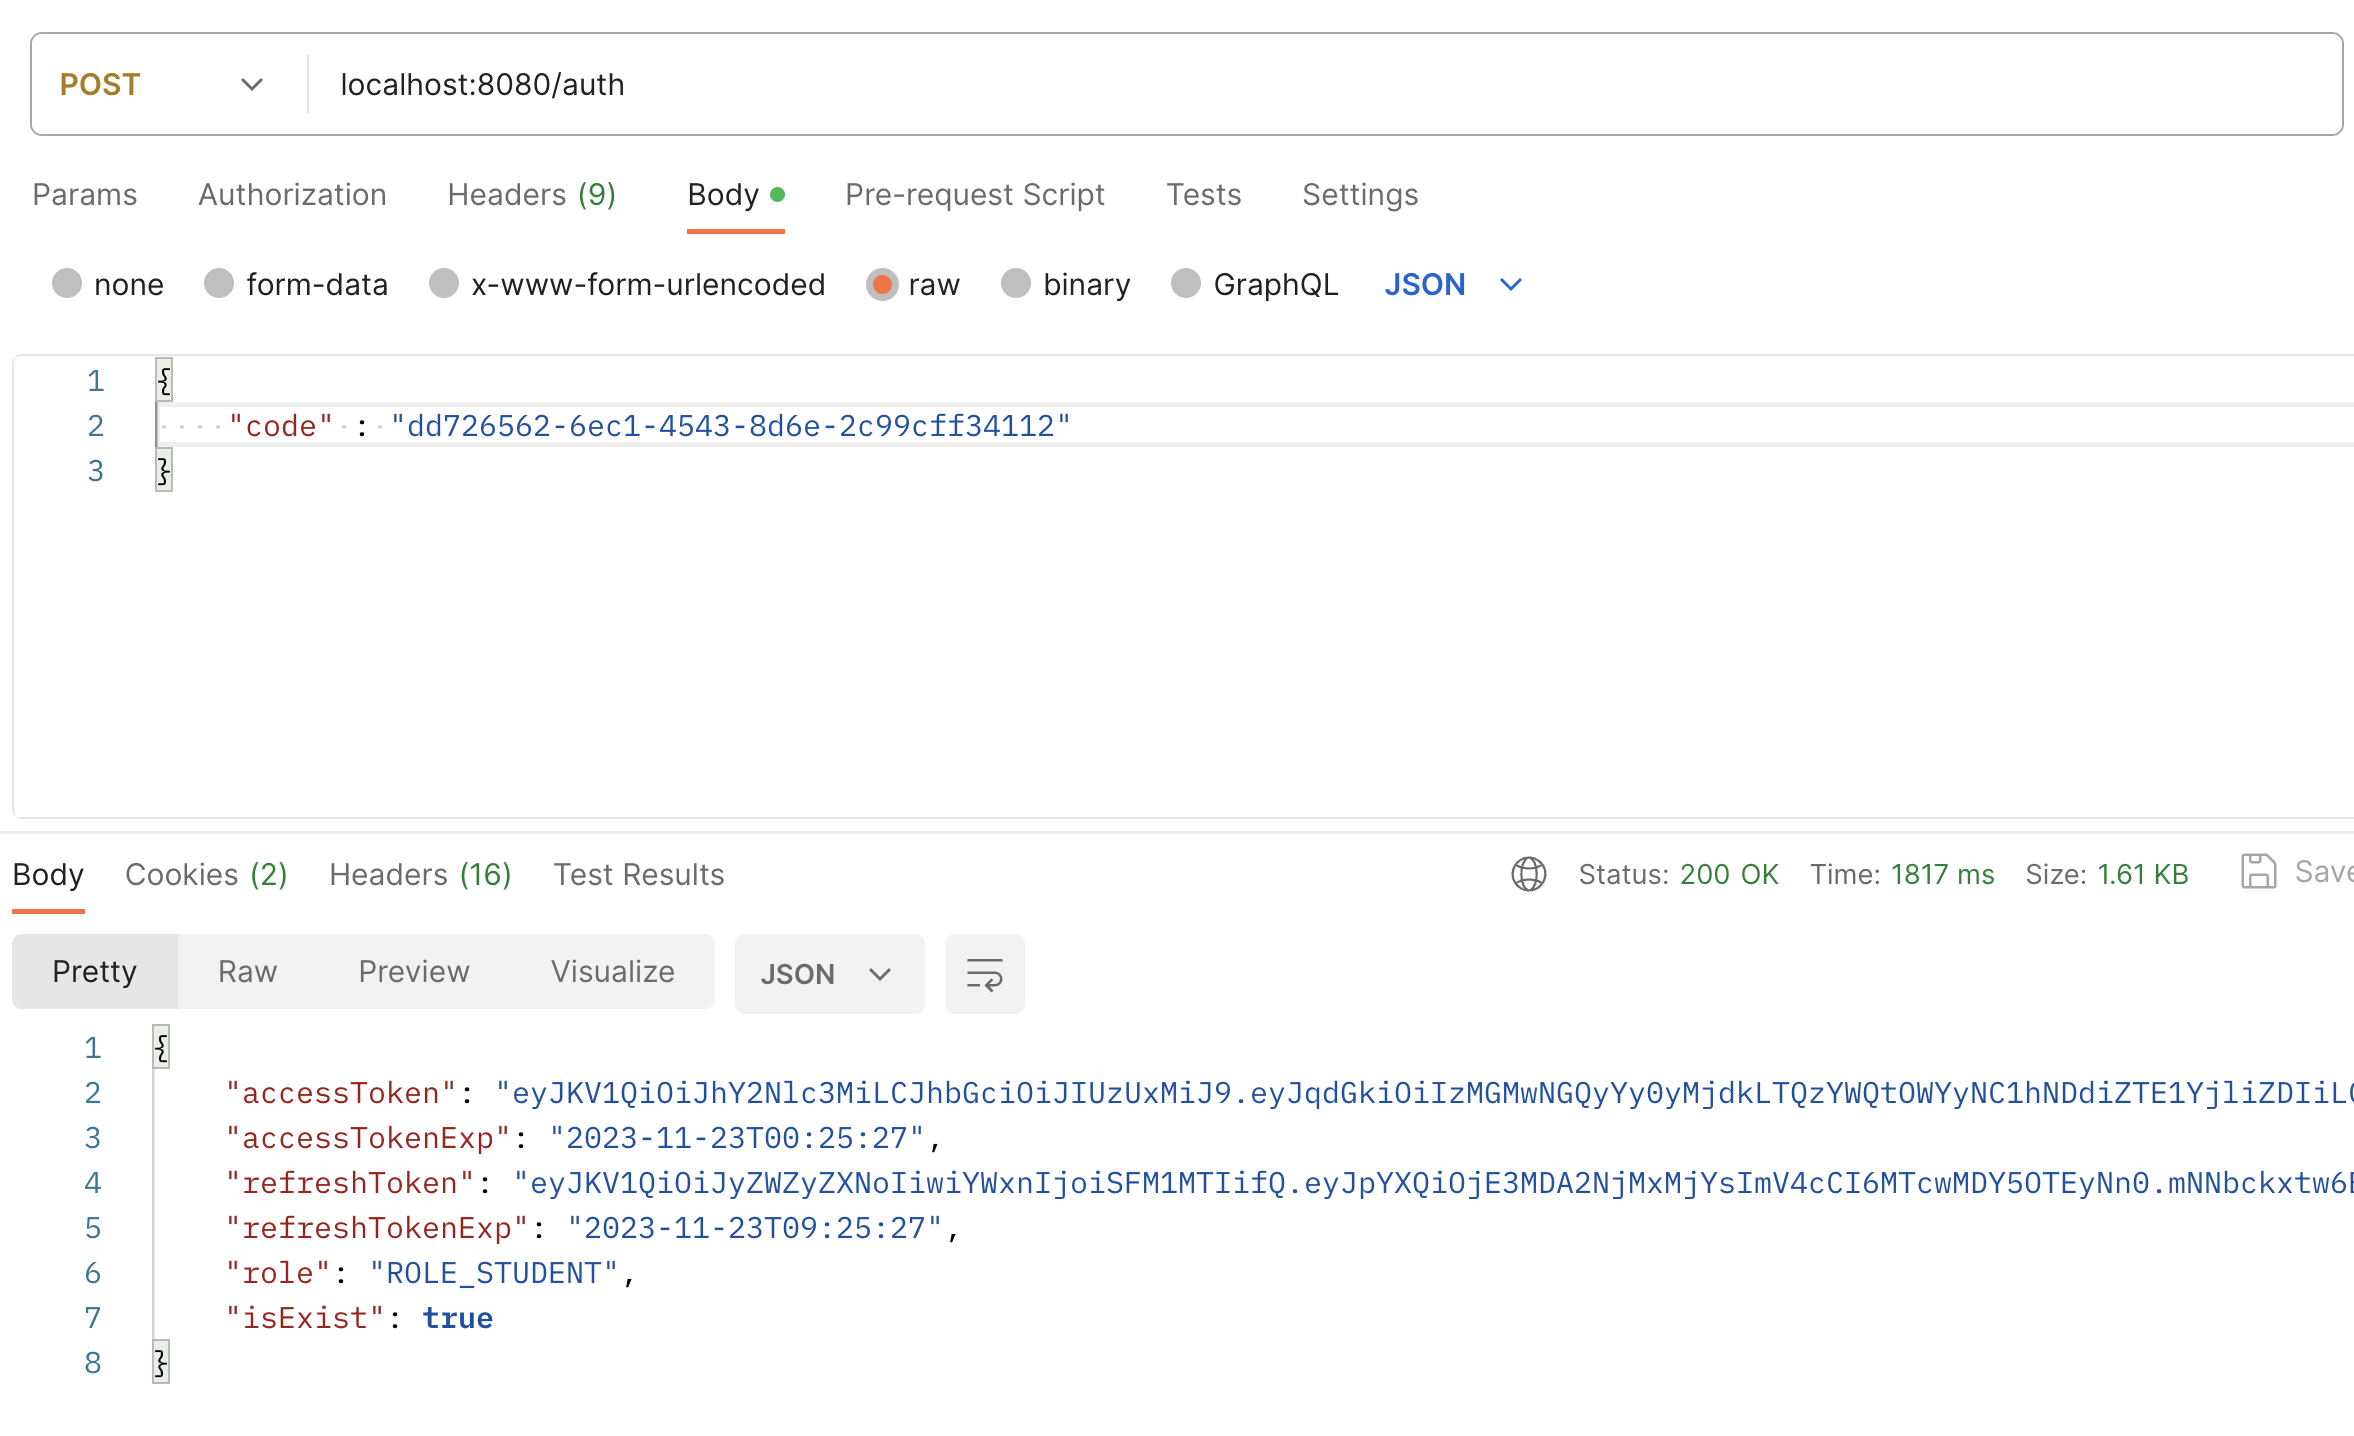 POST localhost:8080/auth
Params Authorization Headers (9) Body Pre-request Script Tests Settings
none form-data x-www-form-urlencoded raw binary GraphQL JSON
1 {
2 "code" : "dd726562-6ec1-4543-8d6e-2c99cff34112"
3 }
Body Cookies (2) Headers (16) Test Results Status: 200 OK Time: 1817 ms Size: 1.61 KB Save
Pretty Raw Preview Visualize JSON
1 {
2 "accessToken": "eyJKV1QiOiJhY2Nlc3MiLCJhbGciOiJIUzUxMiJ9.eyJqdGkiOiIzMGMwNGQyYy0yMjdkLTQzYWQtOWYyNC1hNDdiZTE1YjliZDIiL
3 "accessTokenExp": "2023-11-23T00:25:27",
4 "refreshToken": "eyJKV1QiOiJyZWZyZXNoIiwiYWxnIjoiSFM1MTIifQ.eyJpYXQiOjE3MDA2NjMxMjYsImV4cCI6MTcwMDY5OTEyNn0.mNNbckxtw6
5 "refreshTokenExp": "2023-11-23T09:25:27",
6 "role": "ROLE_STUDENT",
7 "isExist": true
8 }